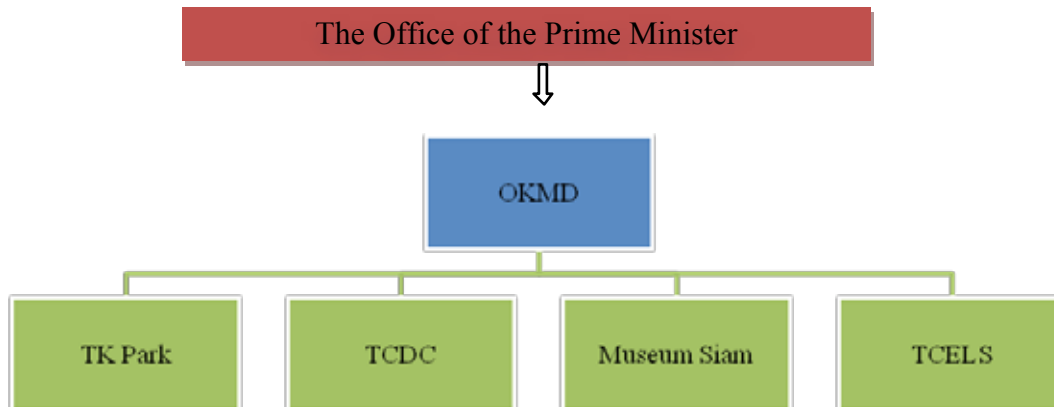 The Office of the Prime Minister
OKMD
TK Park
TCDC
Museum Siam
TCELS